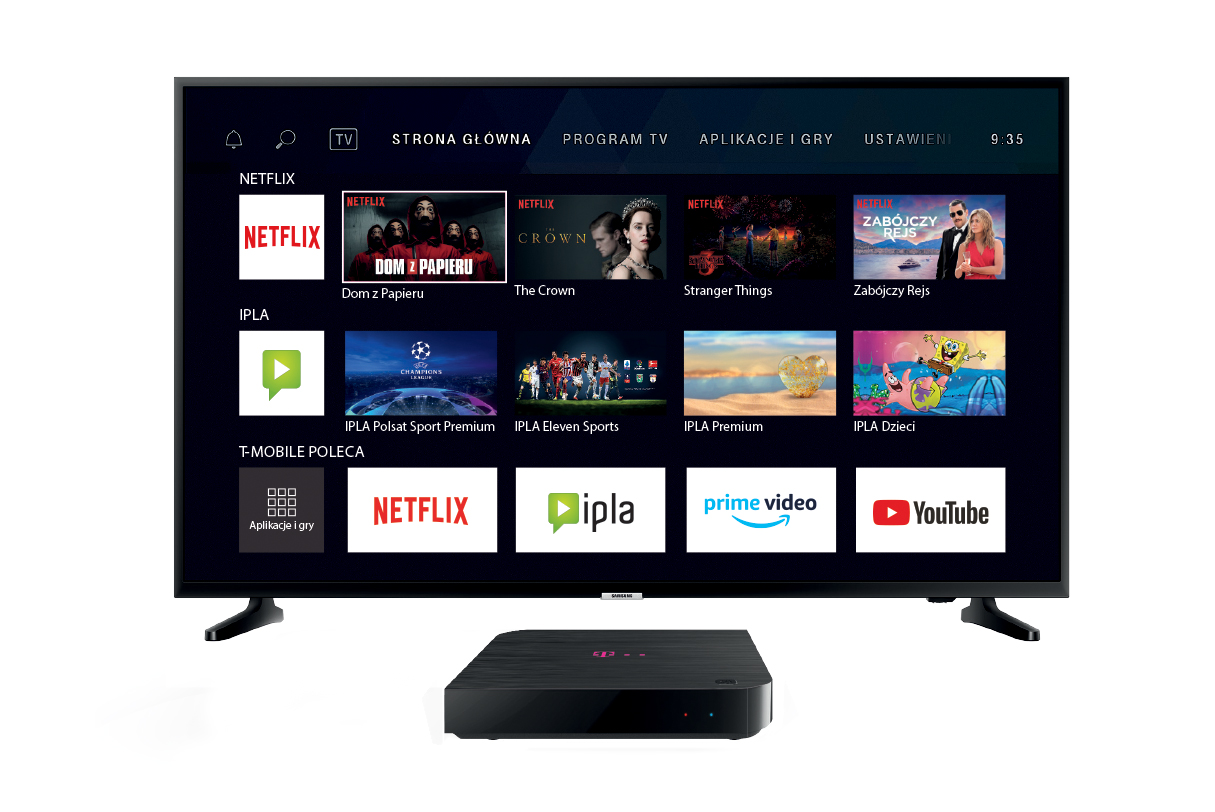 TV STRONA GŁÓWNA PROGRAM TV APLIKACJE I GRY USTAWIENI 9:35
NETFLIX
NETFLIX
NETFLIX
DOM Z PAPIERU
Dom z Papieru
NETFLIX
THE CROWN
The Crown
NETFLIX
Stranger Things
NETFLIX
ZABÓJCZY
REJS
Zabójczy Rejs
IPLA
CHAMPIONS
LEAGUE
IPLA Polsat Sport Premium
IPLA Eleven Sports
IPLA Premium
IPLA Dzieci
T-MOBILE POLECA
Aplikacje i gry
NETFLIX
ipla
prime video
YouTube
SAMSUNG
T